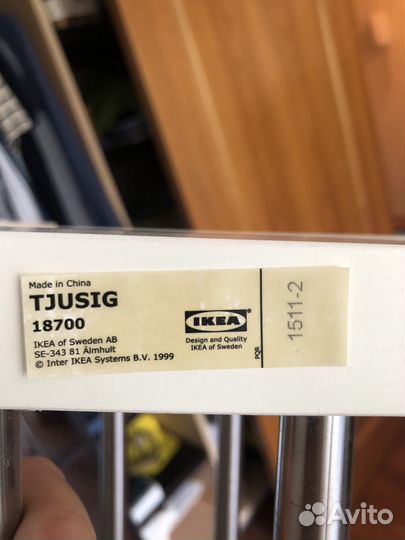 Made in China
TJUSIG
18700
IKEA of Sweden AB
SE-343 81 Älmhult
© Inter IKEA Systems B.V. 1999
IKEA
Design and Quality
IKEA of Sweden
PQR
1511-2
Avito